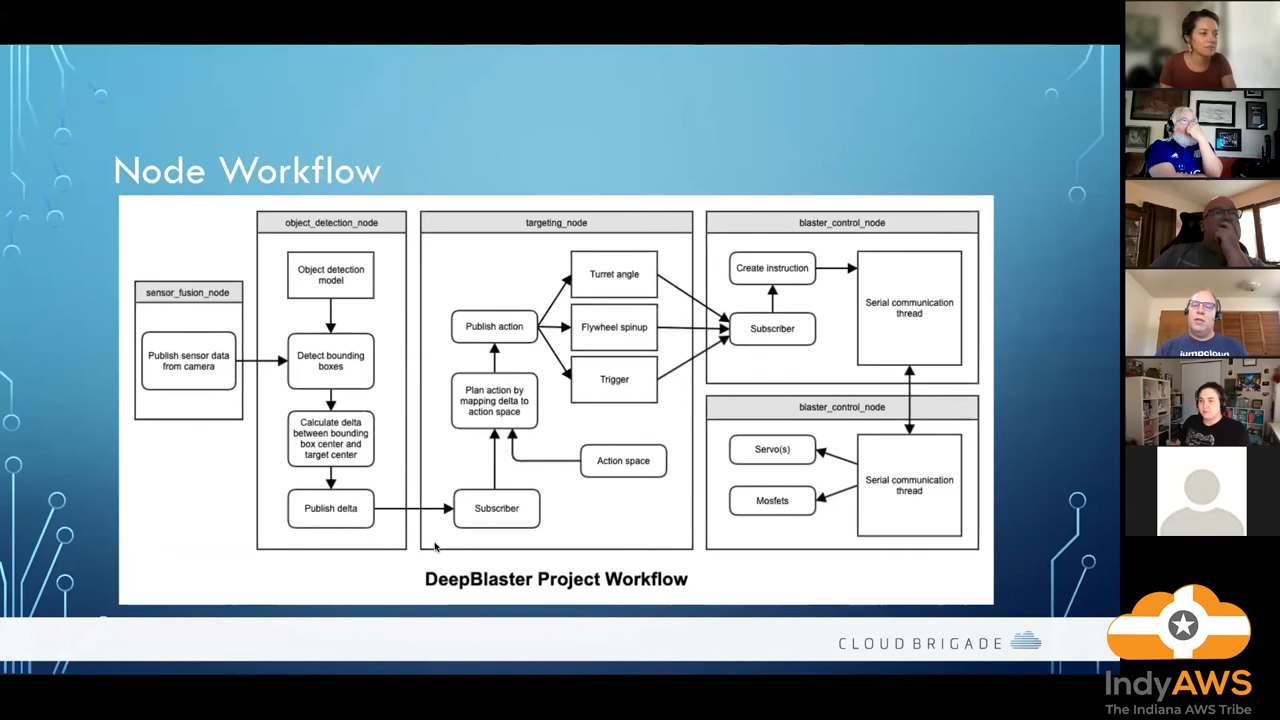 Node Workflow
sensor_fusion_node
Publish sensor data
from camera
object_detection_node
Object detection
model
Detect bounding
boxes
Calculate delta
between bounding
box center and
target center
Publish delta
targeting_node
Publish action
Turret angle
Flywheel spinup
Trigger
Plan action by
mapping delta to
action space
Action space
Subscriber
blaster_control_node
Create instruction
Subscriber
Serial communication
thread
blaster_control_node
Servo(s)
Mosfets
Serial communication
thread
DeepBlaster Project Workflow
CLOUD BRIGADE
jumpcloud
IndyAWS
The Indiana AWS Tribe